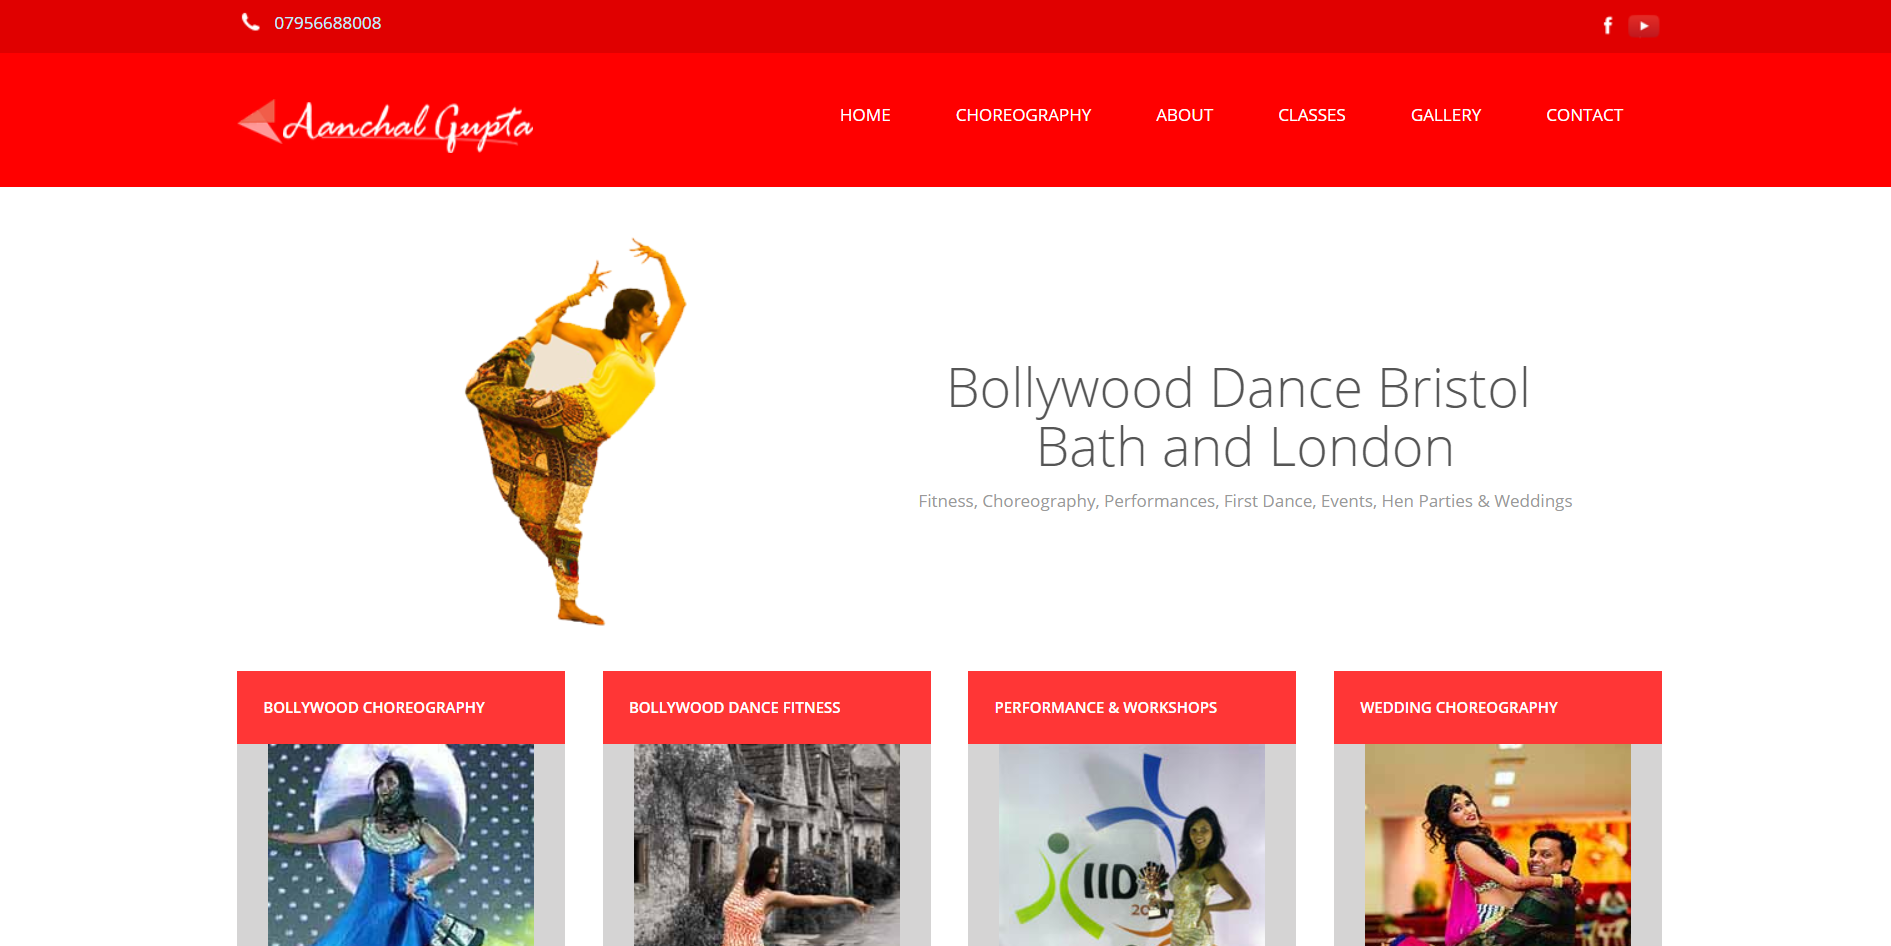 07956688008
Aanchal Gupta
HOME
CHOREOGRAPHY
ABOUT
CLASSES
GALLERY
CONTACT
Bollywood Dance Bristol
Bath and London
Fitness, Choreography, Performances, First Dance, Events, Hen Parties & Weddings
BOLLYWOOD CHOREOGRAPHY
BOLLYWOOD DANCE FITNESS
PERFORMANCE & WORKSHOPS
WEDDING CHOREOGRAPHY
IID